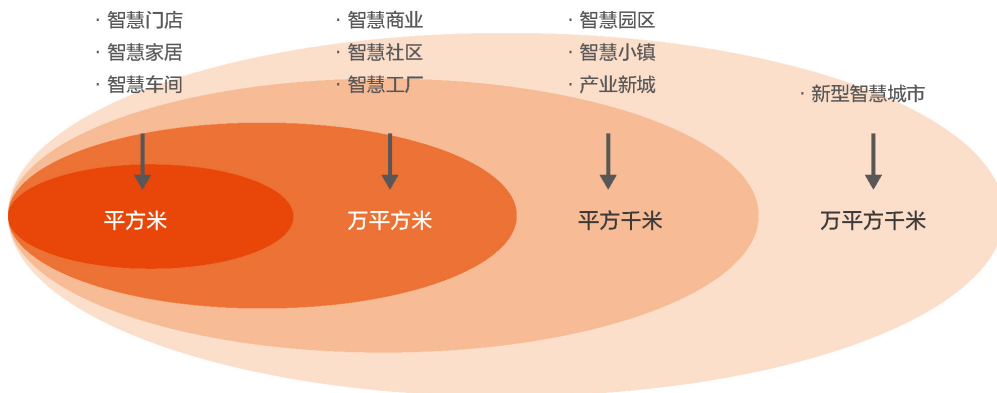 · 智慧门店
· 智慧家居
· 智慧车间
· 智慧商业
· 智慧社区
· 智慧工厂
· 智慧园区
· 智慧小镇
· 产业新城
· 新型智慧城市
平方米
万平方米
平方千米
万平方千米